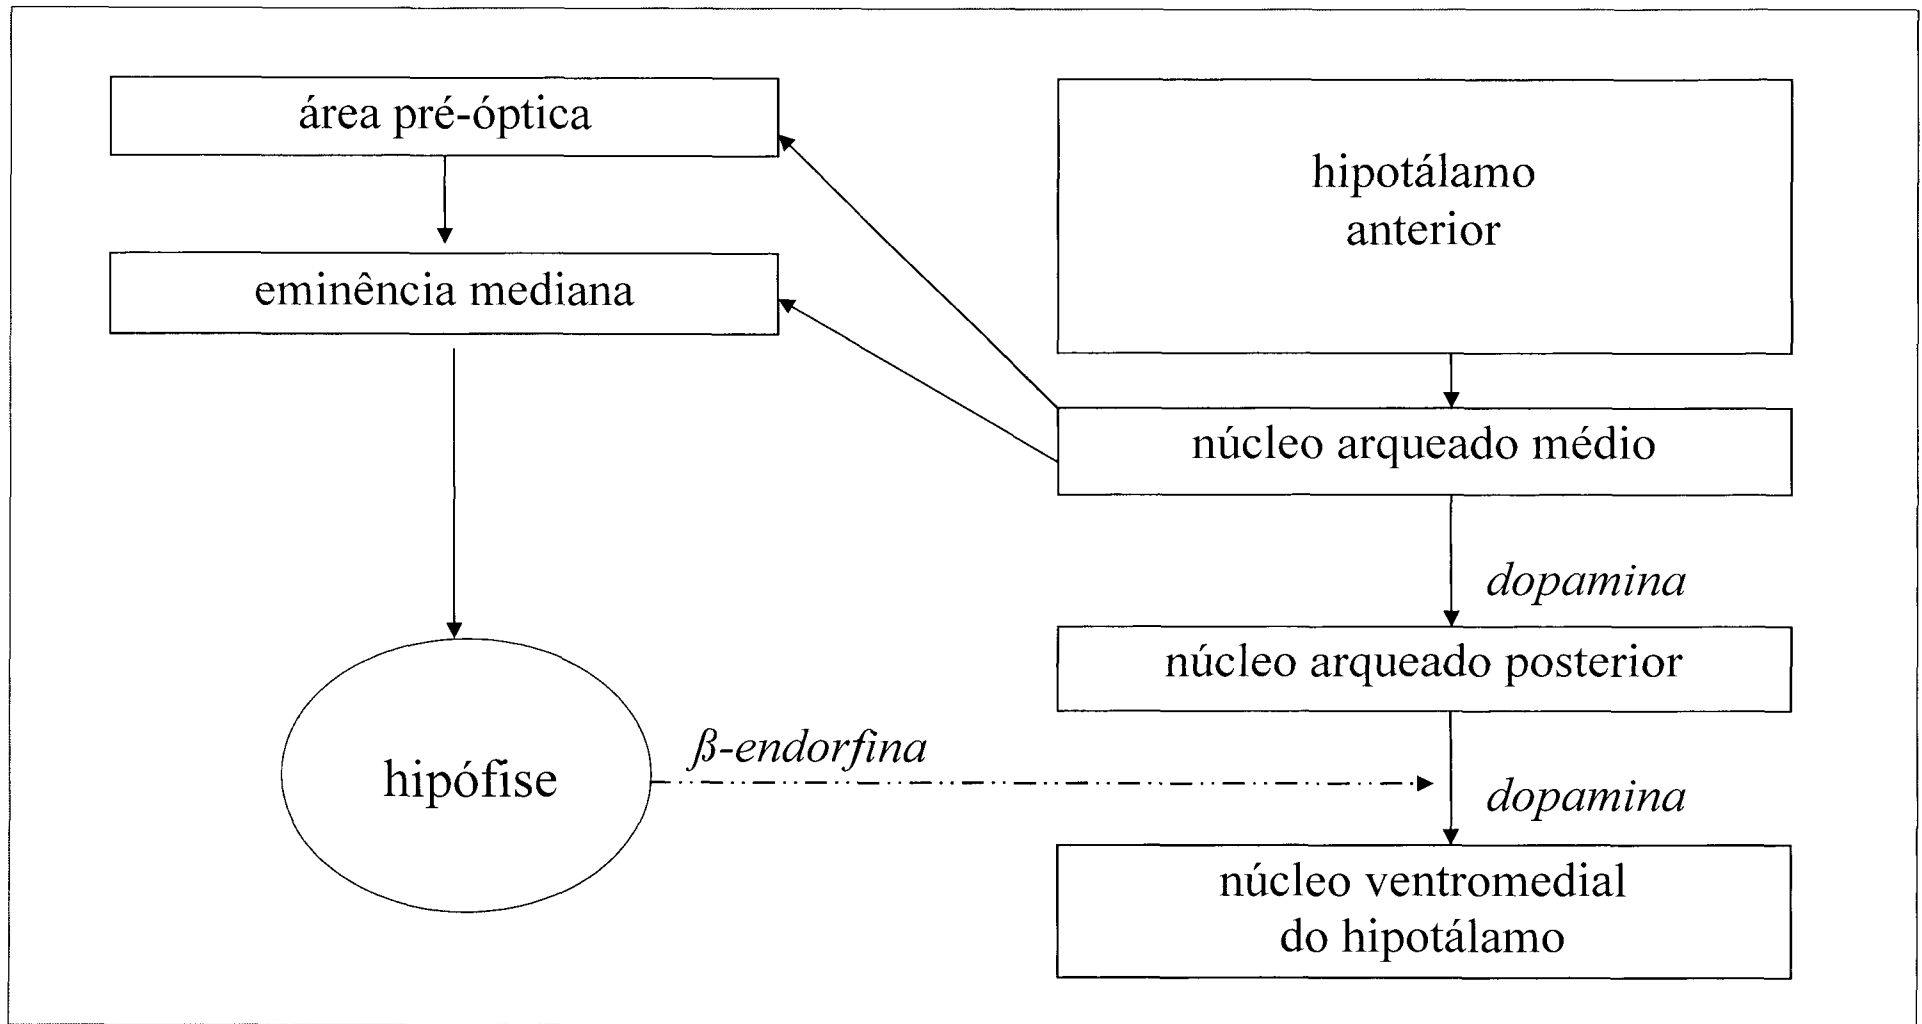 área pré-óptica
eminência mediana
hipófise
ß-endorfina
hipotálamo
anterior
núcleo arqueado médio
dopamina
núcleo arqueado posterior
dopamina
núcleo ventromedial
do hipotálamo